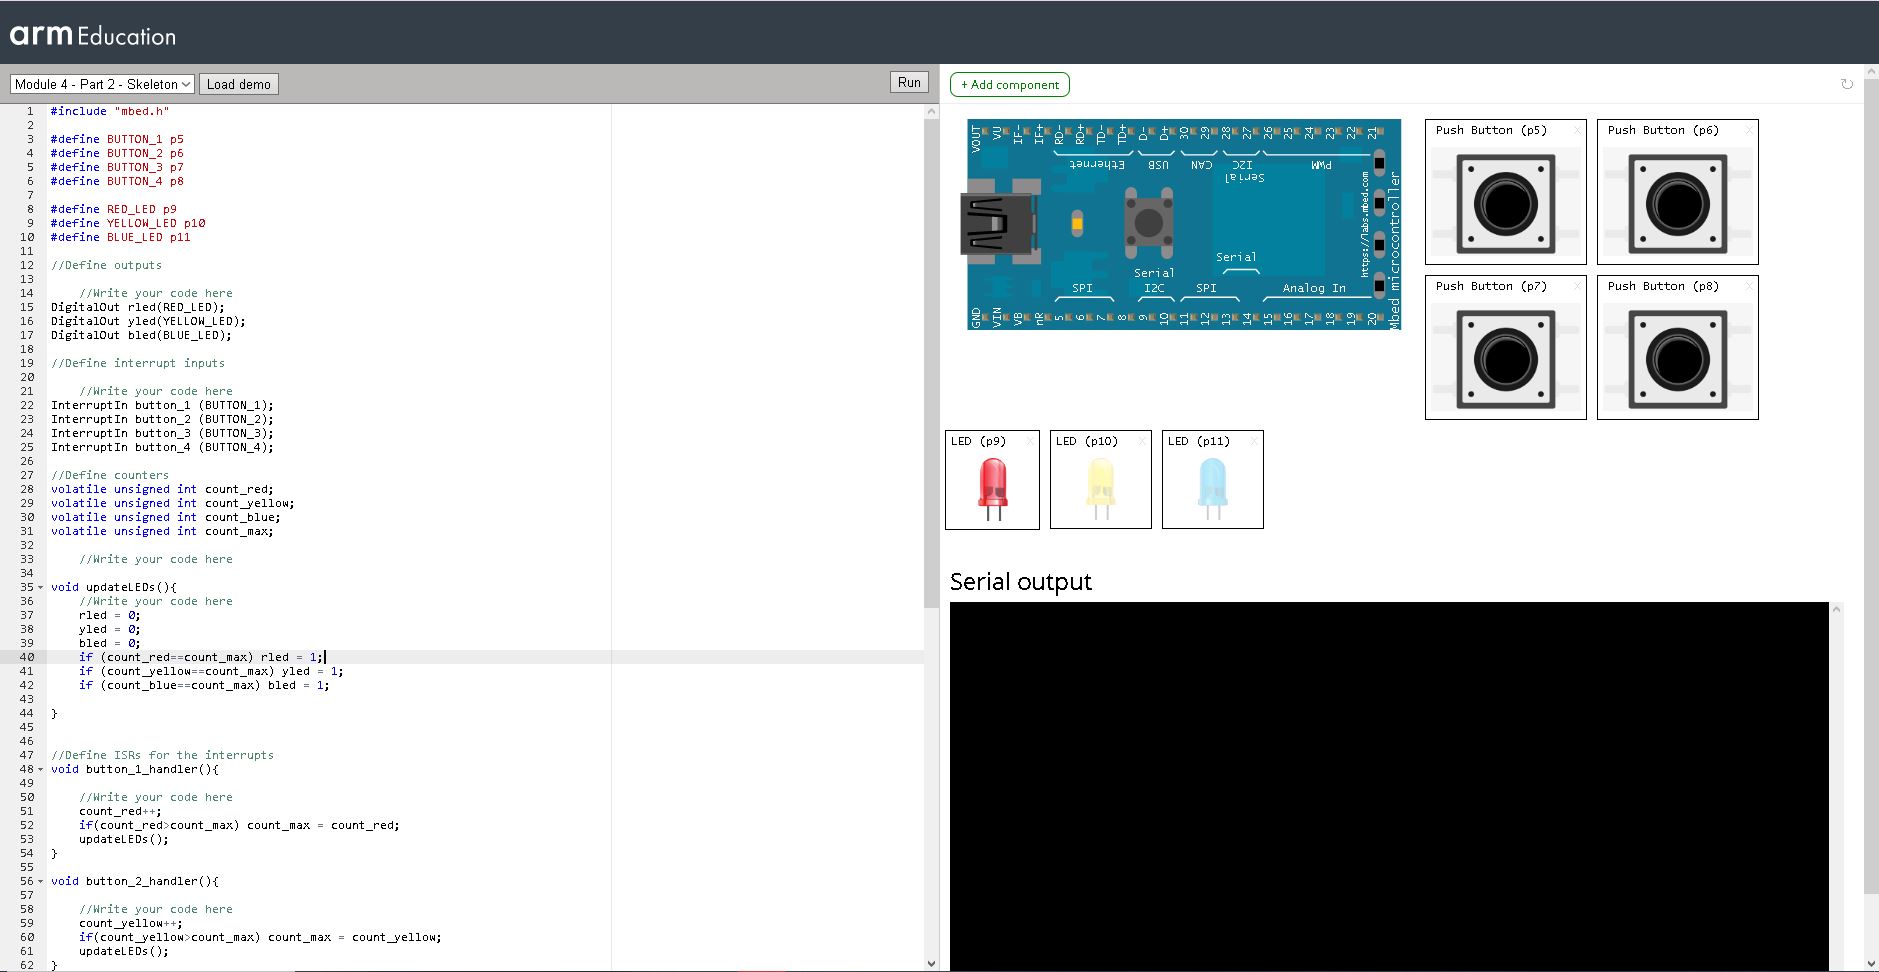 arm Education
Module 4 - Part 2 - Skeleton
Load demo
Run
1 #include "mbed.h"
2
3 #define BUTTON_1 p5
4 #define BUTTON_2 p6
5 #define BUTTON_3 p7
6 #define BUTTON_4 p8
7
8 #define RED_LED p9
9 #define YELLOW_LED p10
10 #define BLUE_LED p11
11
12 //Define outputs
13
14     //Write your code here
15 DigitalOut rled(RED_LED);
16 DigitalOut yled(YELLOW_LED);
17 DigitalOut bled(BLUE_LED);
18
19 //Define interrupt inputs
20
21     //Write your code here
22 InterruptIn button_1 (BUTTON_1);
23 InterruptIn button_2 (BUTTON_2);
24 InterruptIn button_3 (BUTTON_3);
25 InterruptIn button_4 (BUTTON_4);
26
27 //Define counters
28 volatile unsigned int count_red;
29 volatile unsigned int count_yellow;
30 volatile unsigned int count_blue;
31 volatile unsigned int count_max;
32
33     //Write your code here
34
35 void updateLEDs(){
36     //Write your code here
37     rled = 0;
38     yled = 0;
39     bled = 0;
40     if (count_red==count_max) rled = 1;
41     if (count_yellow==count_max) yled = 1;
42     if (count_blue==count_max) bled = 1;
43
44 }
45
46
47 //Define ISRs for the interrupts
48 void button_1_handler(){
49
50     //Write your code here
51     count_red++;
52     if(count_red>count_max) count_max = count_red;
53     updateLEDs();
54 }
55
56 void button_2_handler(){
57
58     //Write your code here
59     count_yellow++;
60     if(count_yellow>count_max) count_max = count_yellow;
61     updateLEDs();
62 }
+ Add component
VOUT VU IF- IF+ RD- RD+ TD- TD+ D- D+ 30 29 28 27 26 25 24 23 22 21
Ethernet USB CAN I2C PWM
Serial
https://labs.mbed.com
Mbed microcontroller
Serial
Serial
SPI I2C SPI Analog In
GND VIN VB nR 5 6 7 8 9 10 11 12 13 14 15 16 17 18 19 20
Push Button (p5) x
Push Button (p6) x
Push Button (p7) x
Push Button (p8) x
LED (p9) x
LED (p10) x
LED (p11) x
Serial output